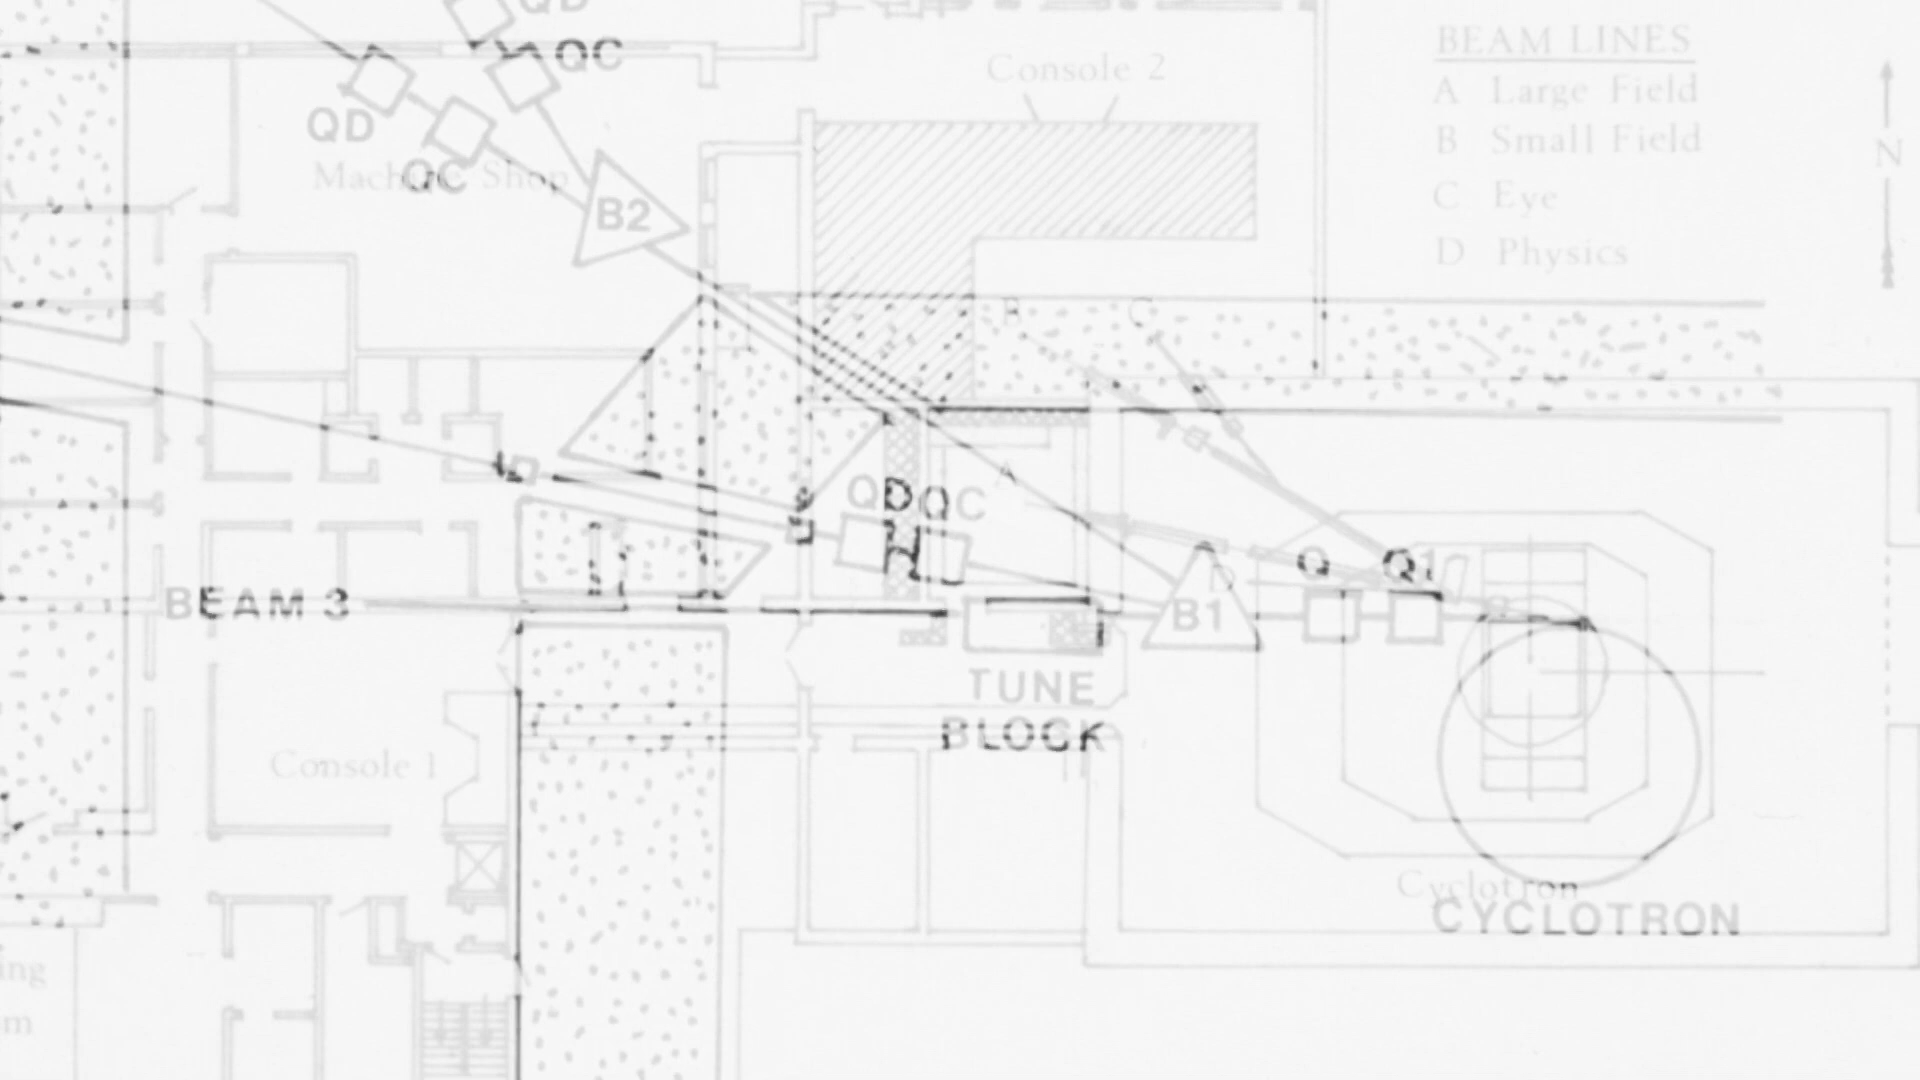 QD
QC
Console 2
BEAM LINES
A Large Field
B Small Field
C Eye
D Physics
N
QD
QC
Machine Shop
B2
B
C
A
QD QC
D
Q
Q1
BEAM 3
B1
TUNE
BLOCK
Console 1
Cyclotron
CYCLOTRON